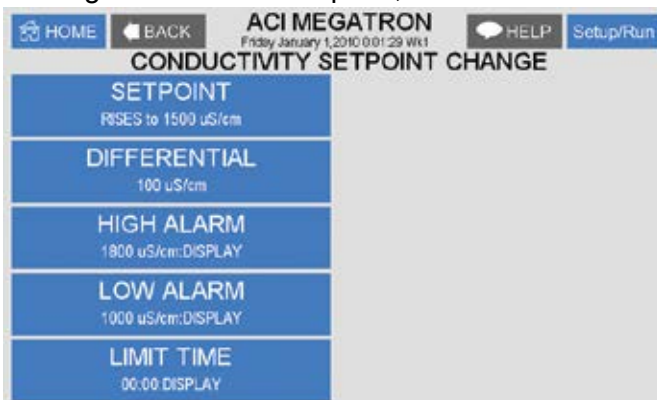 HOME
BACK
ACI MEGATRON
Friday January 1,2010 0:01:29 Wk1
HELP
Setup/Run
CONDUCTIVITY SETPOINT CHANGE
SETPOINT
RISES to 1500 uS/cm
DIFFERENTIAL
100 uS/cm
HIGH ALARM
1800 uS/cm:DISPLAY
LOW ALARM
1000 uS/cm:DISPLAY
LIMIT TIME
00:00:DISPLAY